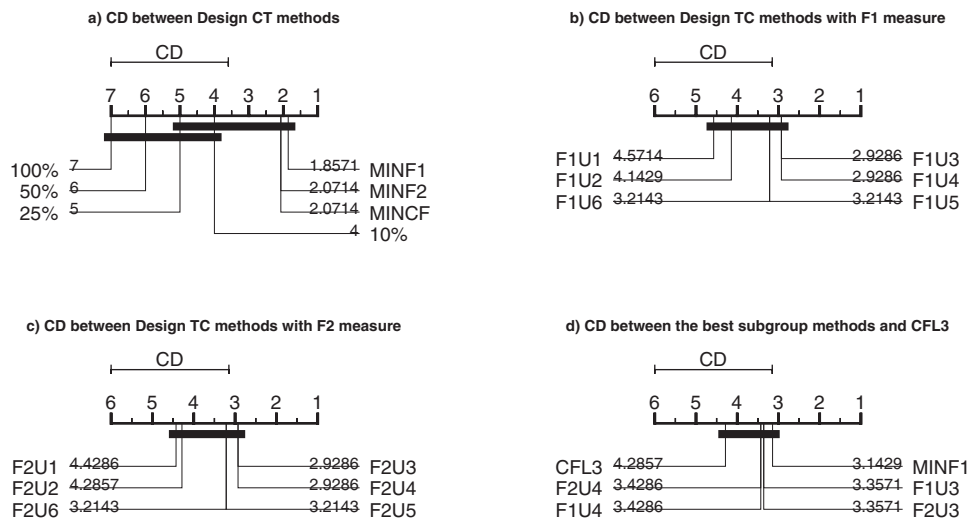 a) CD between Design CT methods
CD
7 6 5 4 3 2 1
100% 7 1.8571 MINF1
50% 6 2.0714 MINF2
25% 5 2.0714 MINCF
4 10%
b) CD between Design TC methods with F1 measure
CD
6 5 4 3 2 1
F1U1 4.5714 2.9286 F1U3
F1U2 4.1429 2.9286 F1U4
F1U6 3.2143 3.2143 F1U5
c) CD between Design TC methods with F2 measure
CD
6 5 4 3 2 1
F2U1 4.4286 2.9286 F2U3
F2U2 4.2857 2.9286 F2U4
F2U6 3.2143 3.2143 F2U5
d) CD between the best subgroup methods and CFL3
CD
6 5 4 3 2 1
CFL3 4.2857 3.1429 MINF1
F2U4 3.4286 3.3571 F1U3
F1U4 3.4286 3.3571 F2U3